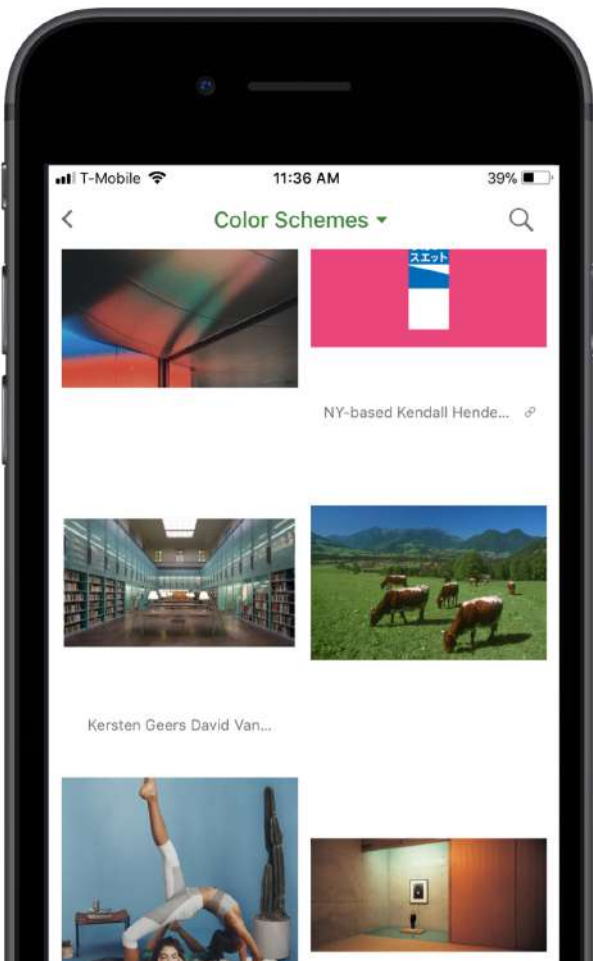 T-Mobile
11:36 AM
39%
Color Schemes
スエット
NY-based Kendall Hende...
Kersten Geers David Van...